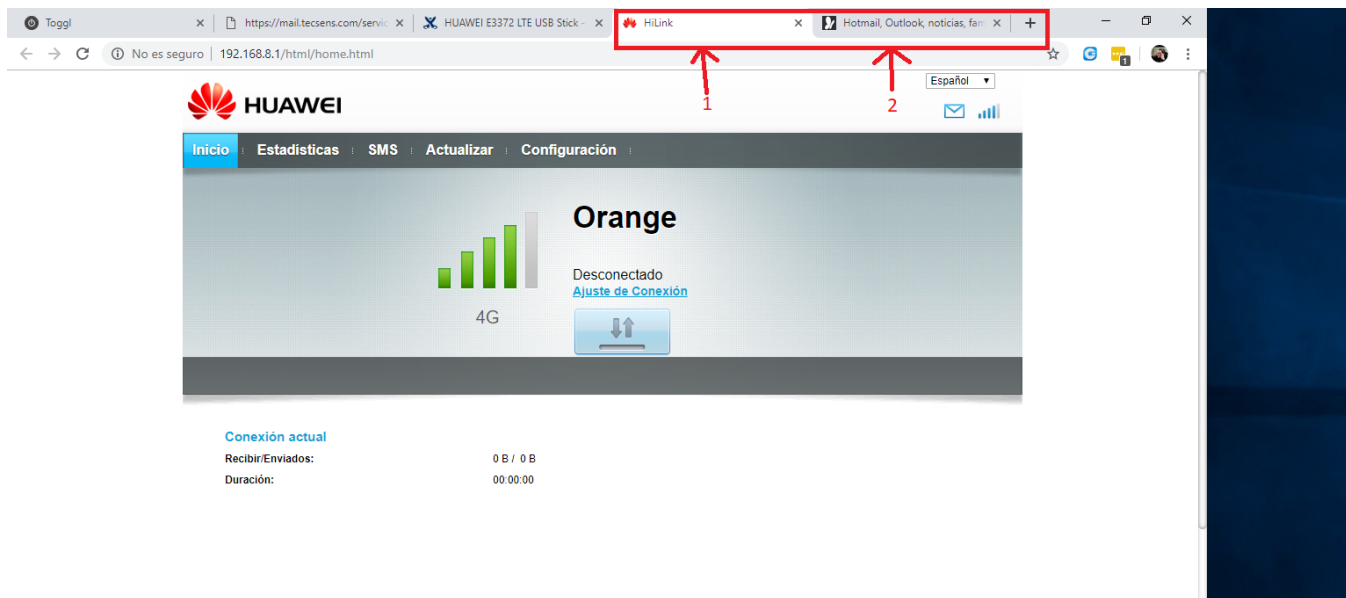 Toggl
https://mail.tecsens.com/servic
HUAWEI E3372 LTE USB Stick -
HiLink
Hotmail, Outlook, noticias, fam
No es seguro | 192.168.8.1/html/home.html
1
1
2
Español
HUAWEI
Inicio Estadísticas SMS Actualizar Configuración
Orange
Desconectado
Ajuste de Conexión
4G
Conexión actual
Recibir/Enviados: 0 B / 0 B
Duración: 00:00:00